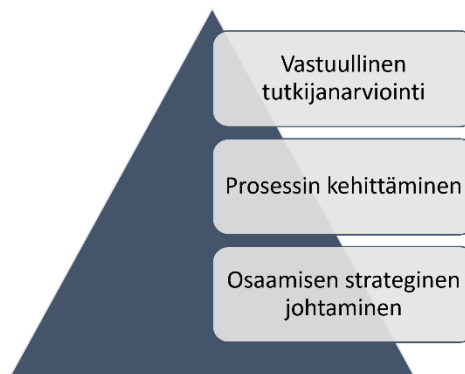 Vastuullinen
tutkijanarviointi
Prosessin kehittäminen
Osaamisen strateginen
johtaminen